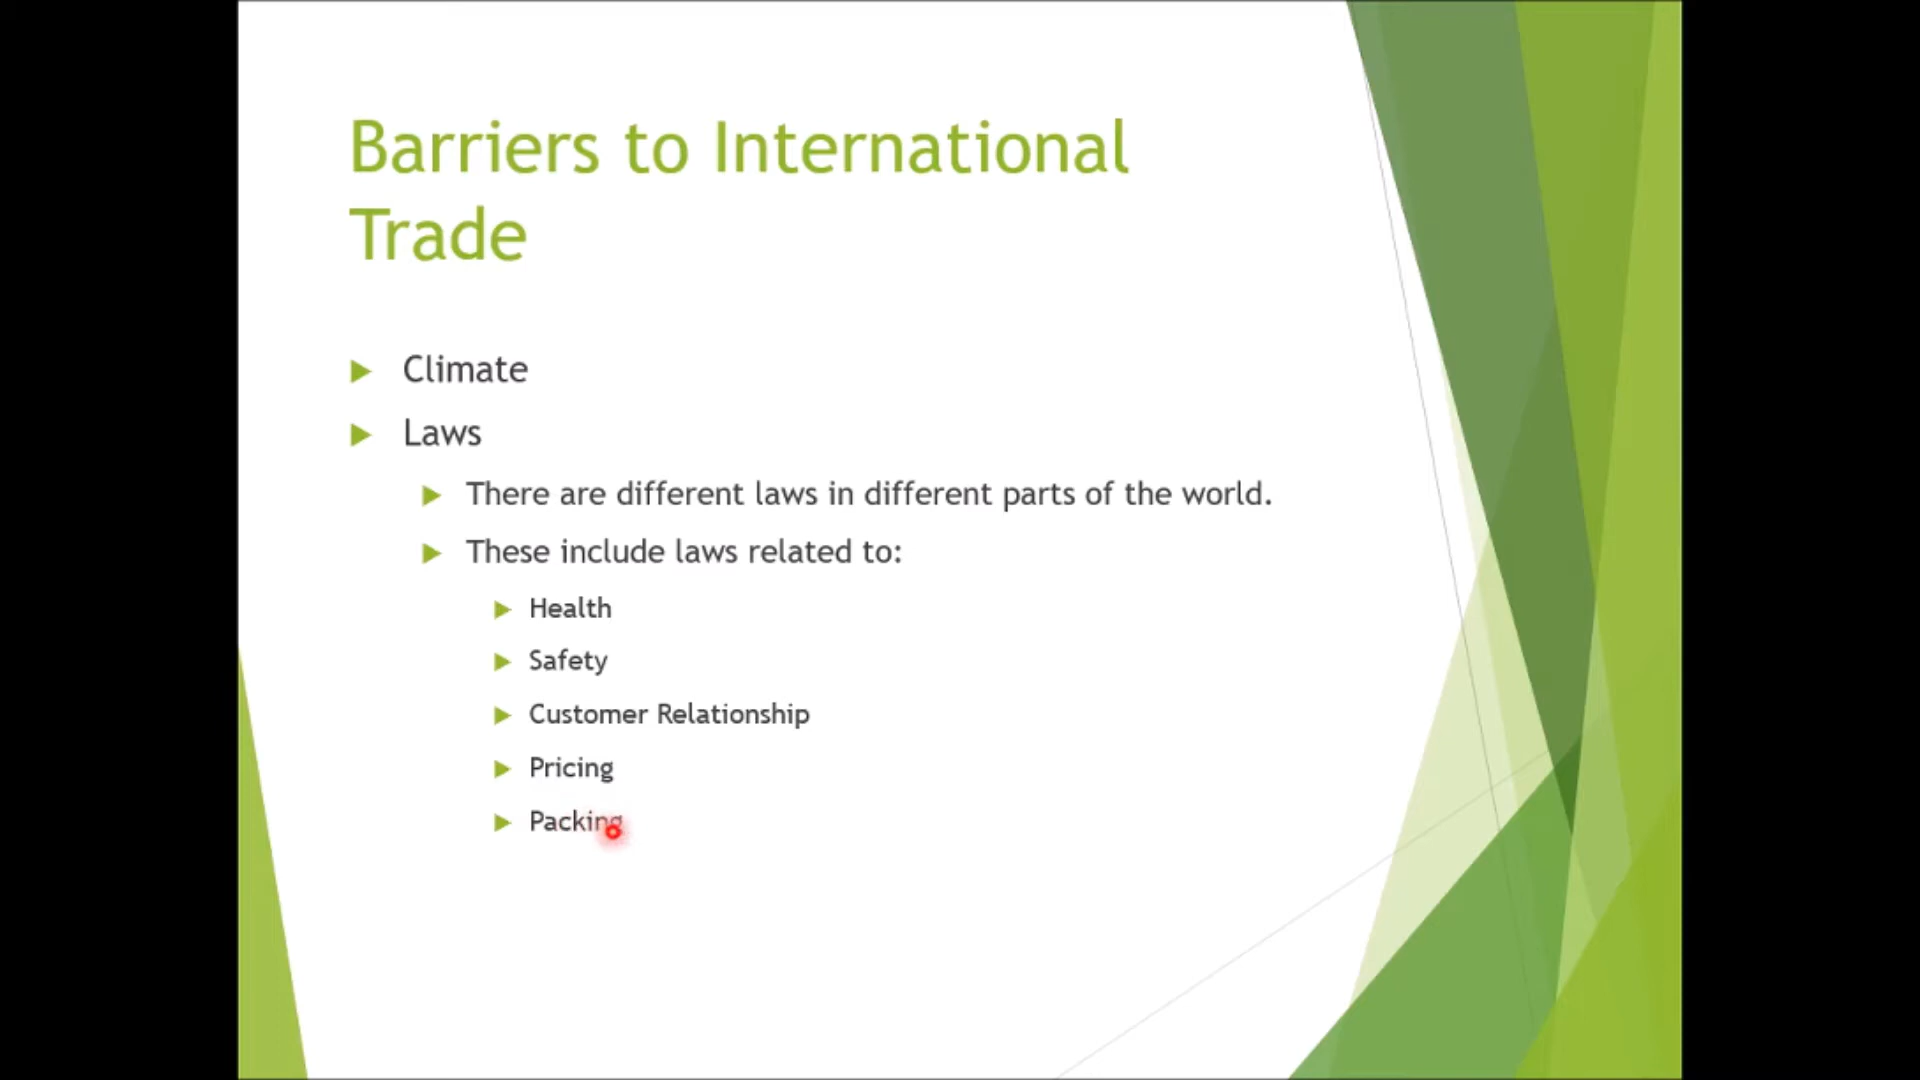 Barriers to International
Trade
Climate
Laws
There are different laws in different parts of the world.
These include laws related to:
Health
Safety
Customer Relationship
Pricing
Packing